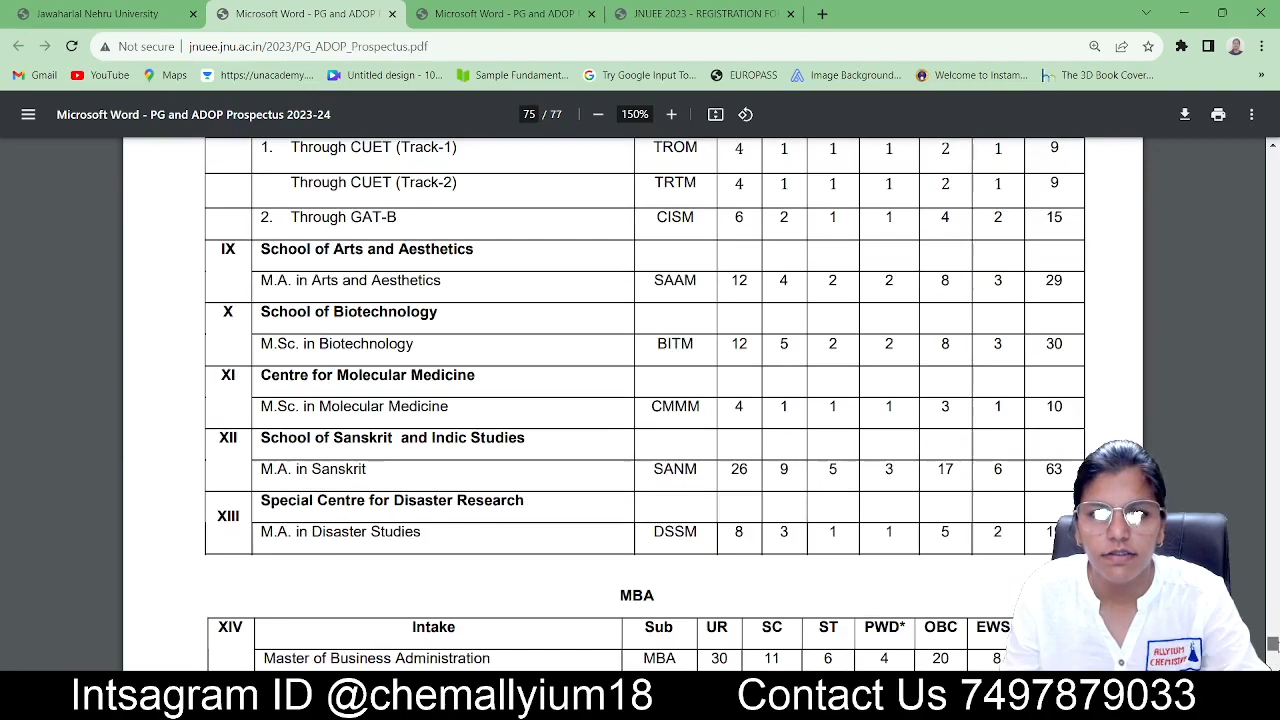 Jawaharlal Nehru University
Microsoft Word - PG and ADOP P
Microsoft Word - PG and ADOP P
JNUEE 2023 - REGISTRATION FO
Not secure jnuee.jnu.ac.in/2023/PG_ADOP_Prospectus.pdf
Gmail YouTube Maps https://unacademy... Untitled design - 10... Sample Fundament... Try Google Input To... EUROPASS Image Background... Welcome to Instam... The 3D Book Cover... »
Microsoft Word - PG and ADOP Prospectus 2023-24 75 / 77 150%
1. Through CUET (Track-1) TROM 4 1 1 1 2 1 9
Through CUET (Track-2) TRTM 4 1 1 1 2 1 9
2. Through GAT-B CISM 6 2 1 1 4 2 15
IX School of Arts and Aesthetics
M.A. in Arts and Aesthetics SAAM 12 4 2 2 8 3 29
X School of Biotechnology
M.Sc. in Biotechnology BITM 12 5 2 2 8 3 30
XI Centre for Molecular Medicine
M.Sc. in Molecular Medicine CMMM 4 1 1 1 3 1 10
XII School of Sanskrit and Indic Studies
M.A. in Sanskrit SANM 26 9 5 3 17 6 63
XIII Special Centre for Disaster Research
M.A. in Disaster Studies DSSM 8 3 1 1 5 2
MBA
XIV Intake Sub UR SC ST PWD* OBC EWS
Master of Business Administration MBA 30 11 6 4 20 8
ALLYIUM
CHEMISTRY
Intsagram ID @chemallyium18 Contact Us 7497879033